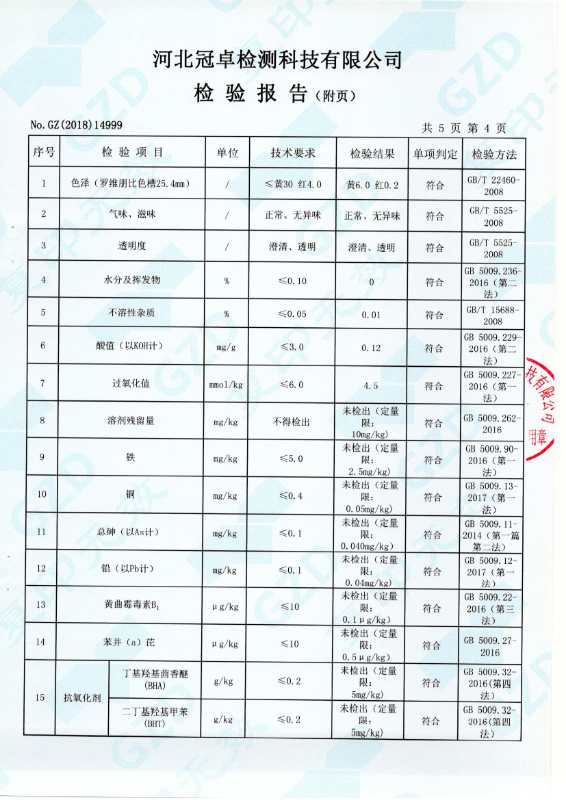 河北冠卓检测科技有限公司
检 验 报 告（附页）
No.GZ(2018)14999
共 5 页 第 4 页
序号 检 验 项 目 单位 技术要求 检验结果 单项判定 检验方法
1 色泽（罗维朋比色槽25.4mm） / ≤黄30 红4.0 黄6.0 红0.2 符合 GB/T 22460-2008
2 气味、滋味 / 正常、无异味 正常、无异味 符合 GB/T 5525-2008
3 透明度 / 澄清、透明 澄清、透明 符合 GB/T 5525-2008
4 水分及挥发物 % ≤0.10 0 符合 GB 5009.236-2016（第二法）
5 不溶性杂质 % ≤0.05 0.01 符合 GB/T 15688-2008
6 酸值（以KOH计） mg/g ≤3.0 0.12 符合 GB 5009.229-2016（第二法）
7 过氧化值 mmol/kg ≤6.0 4.5 符合 GB 5009.227-2016（第一法）
8 溶剂残留量 mg/kg 不得检出 未检出（定量限：10mg/kg) 符合 GB 5009.262-2016
9 铁 mg/kg ≤5.0 未检出（定量限：2.5mg/kg) 符合 GB 5009.90-2016（第一法）
10 铜 mg/kg ≤0.4 未检出（定量限：0.05mg/kg) 符合 GB 5009.13-2017（第一法）
11 总砷（以As计） mg/kg ≤0.1 未检出（定量限：0.040mg/kg) 符合 GB 5009.11-2014（第一篇 第二法）
12 铅（以Pb计） mg/kg ≤0.1 未检出（定量限：0.04mg/kg) 符合 GB 5009.12-2017（第一法）
13 黄曲霉毒素B₁ μg/kg ≤10 未检出（定量限：0.1μg/kg） 符合 GB 5009.22-2016（第三法）
14 苯并（a）芘 μg/kg ≤10 未检出（定量限：0.5μg/kg） 符合 GB 5009.27-2016
15 抗氧化剂 丁基羟基茴香醚(BHA) g/kg ≤0.2 未检出（定量限：5mg/kg) 符合 GB 5009.32-2016(第四法）
二丁基羟基甲苯(BHT) g/kg ≤0.2 未检出（定量限：5mg/kg) 符合 GB 5009.32-2016(第四法）
技有限公司
用章
GZD